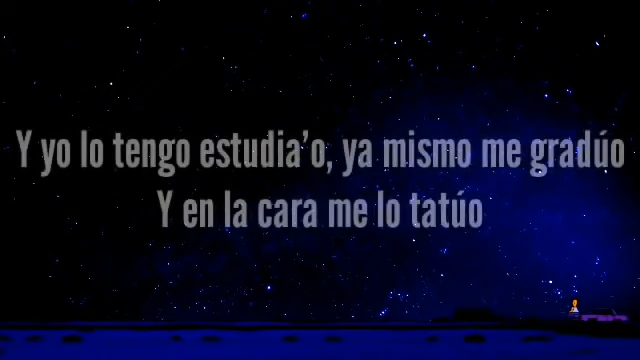 Y yo lo tengo estudia’o, ya mismo me gradúo
Y en la cara me lo tatúo